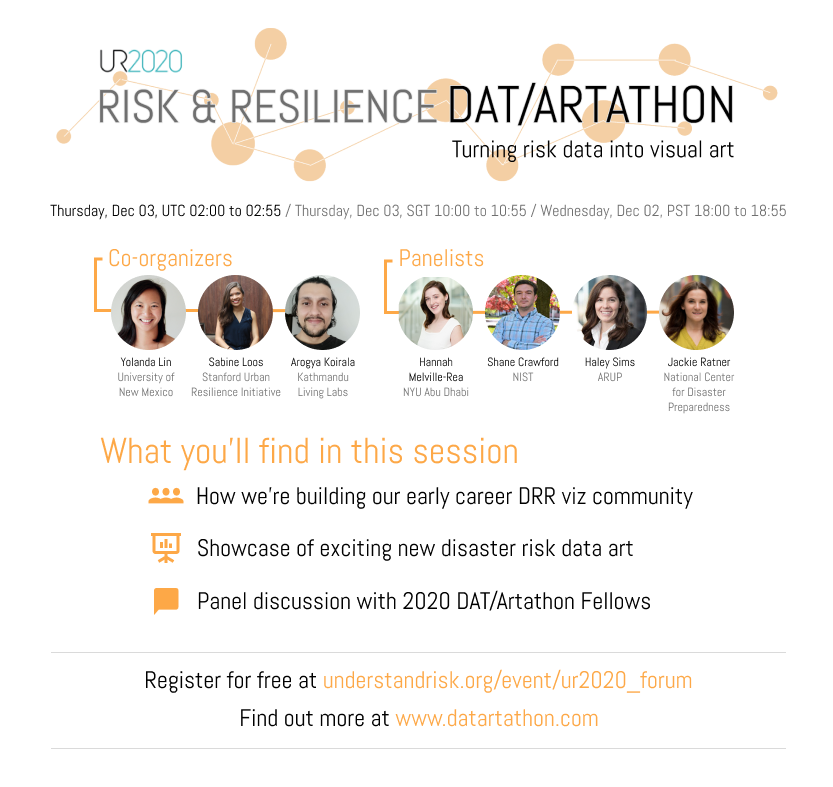 UR2020
RISK & RESILIENCE DAT/ARTATHON
Turning risk data into visual art
Thursday, Dec 03, UTC 02:00 to 02:55 / Thursday, Dec 03, SGT 10:00 to 10:55 / Wednesday, Dec 02, PST 18:00 to 18:55
Co-organizers
Yolanda Lin
University of
New Mexico
Sabine Loos
Stanford Urban
Resilience Initiative
Arogya Koirala
Kathmandu
Living Labs
Panelists
Hannah
Melville-Rea
NYU Abu Dhabi
Shane Crawford
NIST
Haley Sims
ARUP
Jackie Ratner
National Center
for Disaster
Preparedness
What you'll find in this session
How we're building our early career DRR viz community
Showcase of exciting new disaster risk data art
Panel discussion with 2020 DAT/Artathon Fellows
Register for free at understandrisk.org/event/ur2020_forum
Find out more at www.datartathon.com